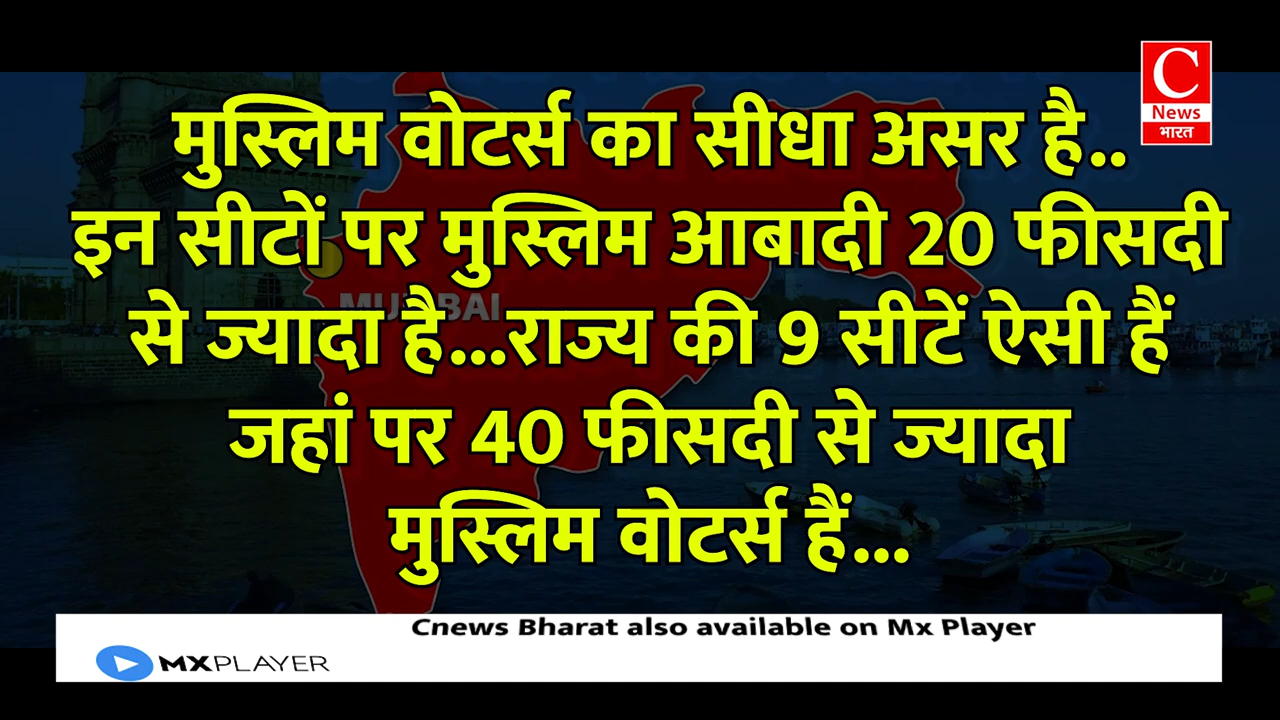 C
News
भारत
मुस्लिम वोटर्स का सीधा असर है..
इन सीटों पर मुस्लिम आबादी 20 फीसदी
से ज्यादा है...राज्य की 9 सीटें ऐसी हैं
MUMBAI
जहां पर 40 फीसदी से ज्यादा
मुस्लिम वोटर्स हैं...
Cnews Bharat also available on Mx Player
MXPLAYER